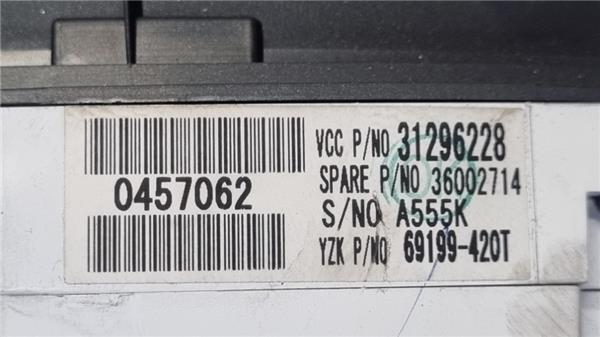 0457062
VCC P/NO 31296228
SPARE P/NO 36002714
S/NO A555K
YZK P/NO 69199-420T